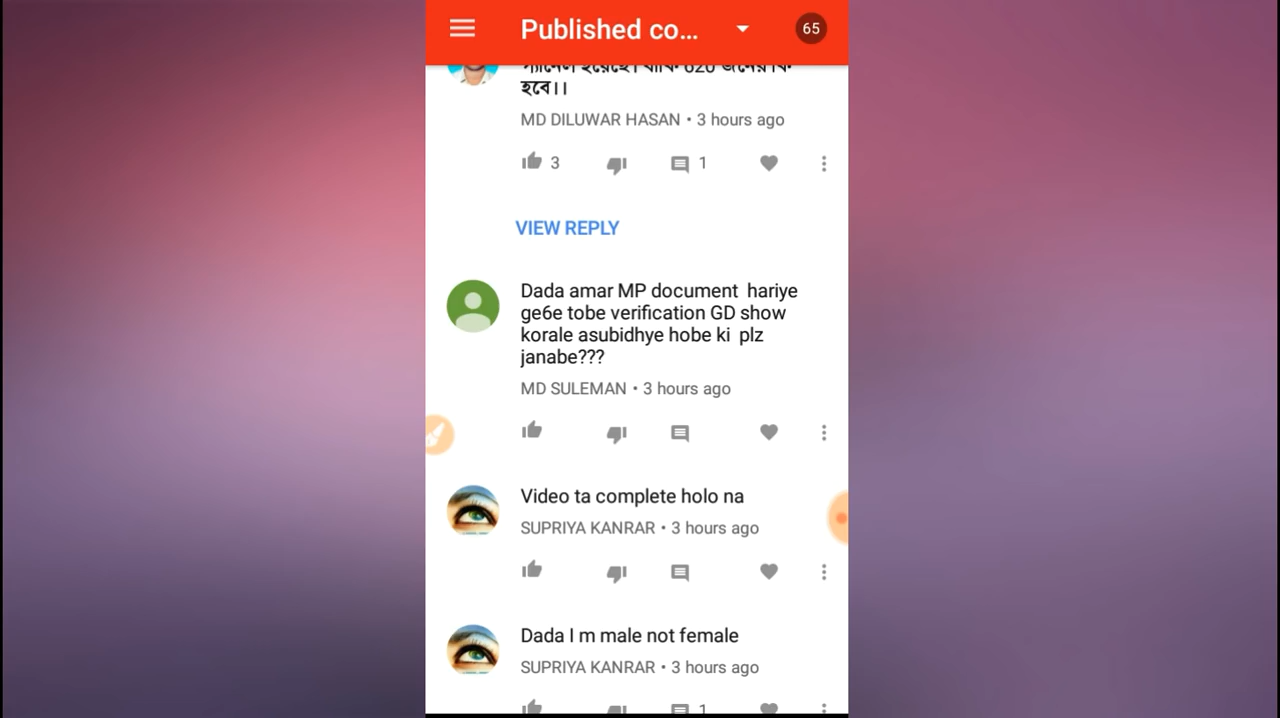 Published co...
65
হবে।।
MD DILUWAR HASAN • 3 hours ago
3
1
VIEW REPLY
Dada amar MP document hariye
ge6e tobe verification GD show
korale asubidhye hobe ki plz
janabe???
MD SULEMAN • 3 hours ago
Video ta complete holo na
SUPRIYA KANRAR • 3 hours ago
Dada I m male not female
SUPRIYA KANRAR • 3 hours ago
1